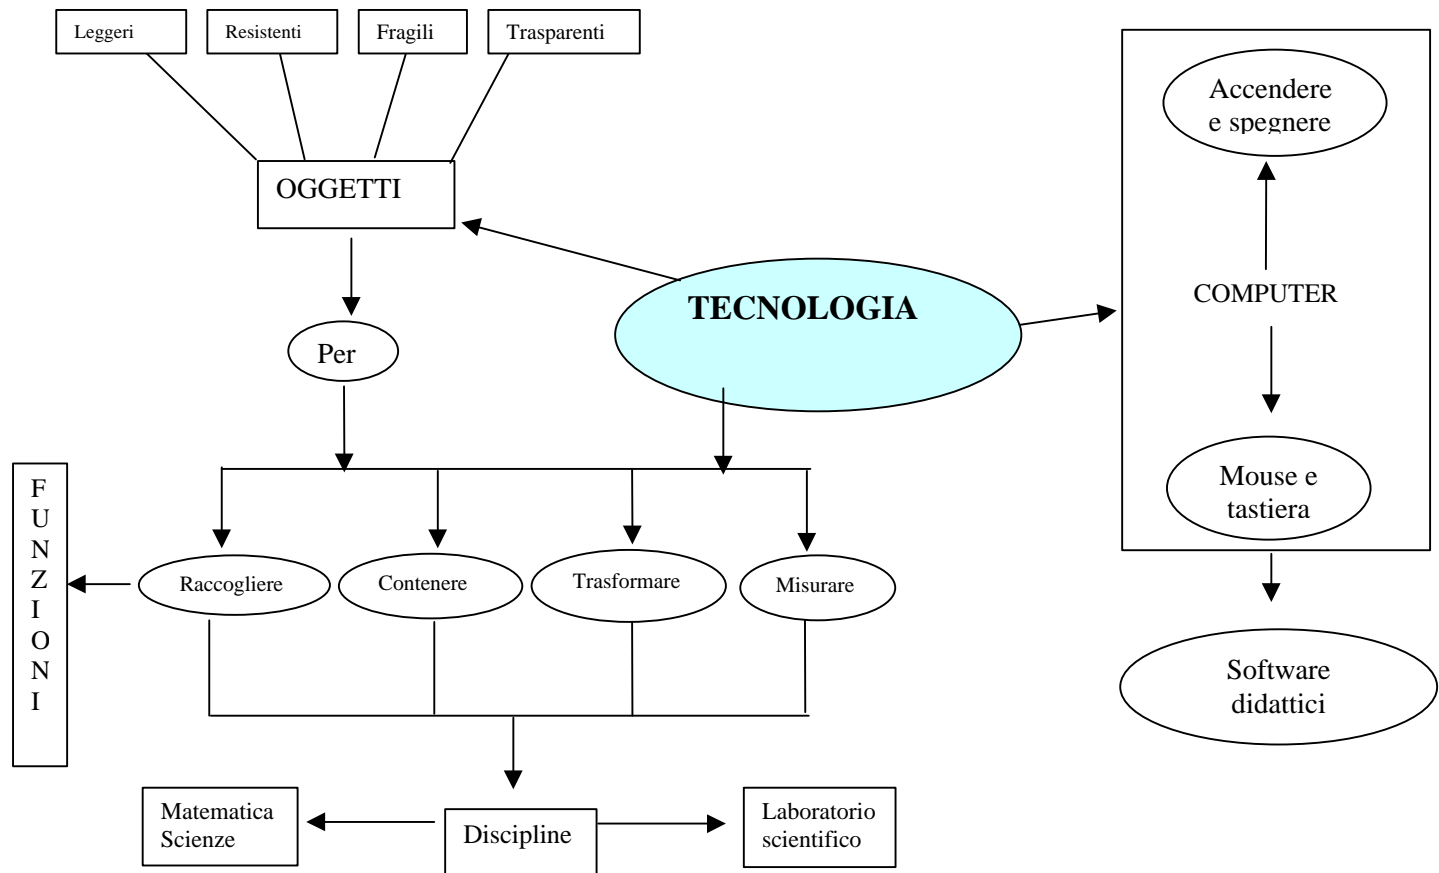 Leggeri
Resistenti
Fragili
Trasparenti
Accendere
e spegnere
OGGETTI
TECNOLOGIA
COMPUTER
Per
Mouse e
tastiera
F
U
N
Z
I
O
N
I
Raccogliere
Contenere
Trasformare
Misurare
Software
didattici
Matematica
Scienze
Discipline
Laboratorio
scientifico